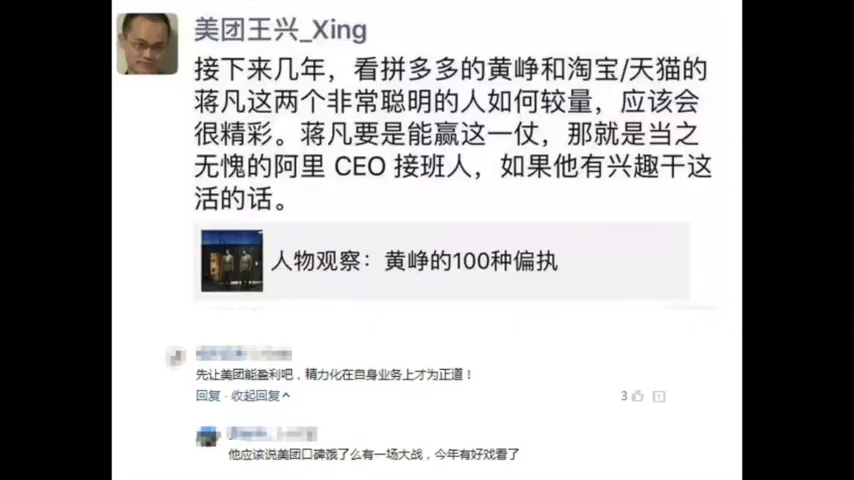 美团王兴_Xing
接下来几年，看拼多多的黄峥和淘宝/天猫的
蒋凡这两个非常聪明的人如何较量，应该会
很精彩。蒋凡要是能赢这一仗，那就是当之
无愧的阿里 CEO 接班人，如果他有兴趣干这
活的话。
人物观察：黄峥的100种偏执
先让美团能盈利吧，精力化在自身业务上才为正道！
回复 · 收起回复
3
他应该说美团口碑饿了么有一场大战，今年有好戏看了